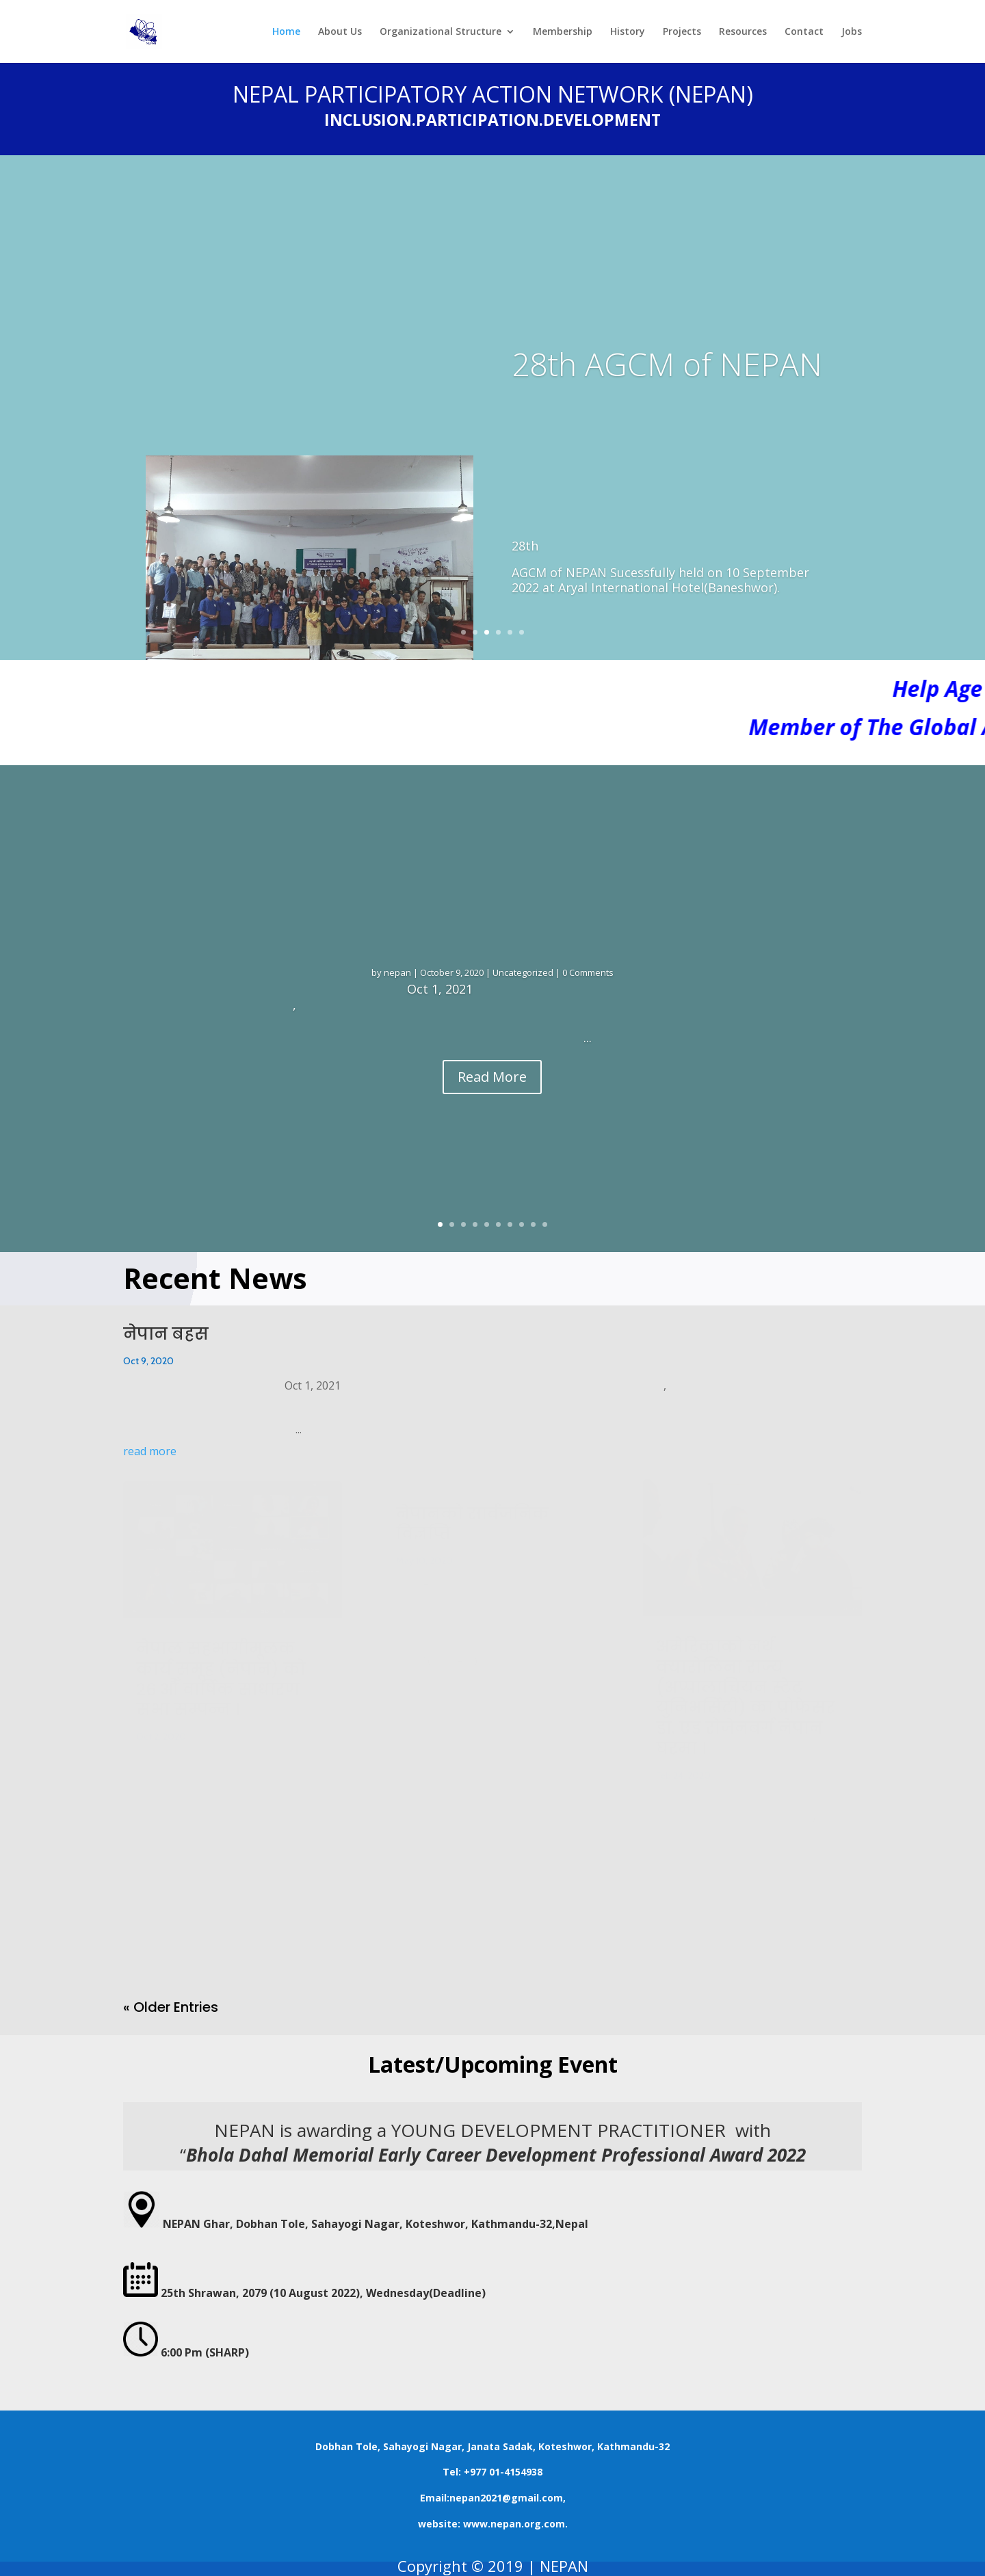 Home About Us Organizational Structure Membership History Projects Resources Contact Jobs
NEPAL PARTICIPATORY ACTION NETWORK (NEPAN)
INCLUSION.PARTICIPATION.DEVELOPMENT
28th AGCM of NEPAN
28th
AGCM of NEPAN Sucessfully held on 10 September
2022 at Aryal International Hotel(Baneshwor).
Help Age
Member of The Global
by nepan | October 9, 2020 | Uncategorized | 0 Comments
Oct 1, 2021
,
...
Read More
Recent News
नेपान बहस
Oct 9, 2020
Oct 1, 2021 ,
...
read more
« Older Entries
Latest/Upcoming Event
NEPAN is awarding a YOUNG DEVELOPMENT PRACTITIONER with
“Bhola Dahal Memorial Early Career Development Professional Award 2022
NEPAN Ghar, Dobhan Tole, Sahayogi Nagar, Koteshwor, Kathmandu-32,Nepal
25th Shrawan, 2079 (10 August 2022), Wednesday(Deadline)
6:00 Pm (SHARP)
Dobhan Tole, Sahayogi Nagar, Janata Sadak, Koteshwor, Kathmandu-32
Tel: +977 01-4154938
Email:nepan2021@gmail.com,
website: www.nepan.org.com.
Copyright © 2019 | NEPAN